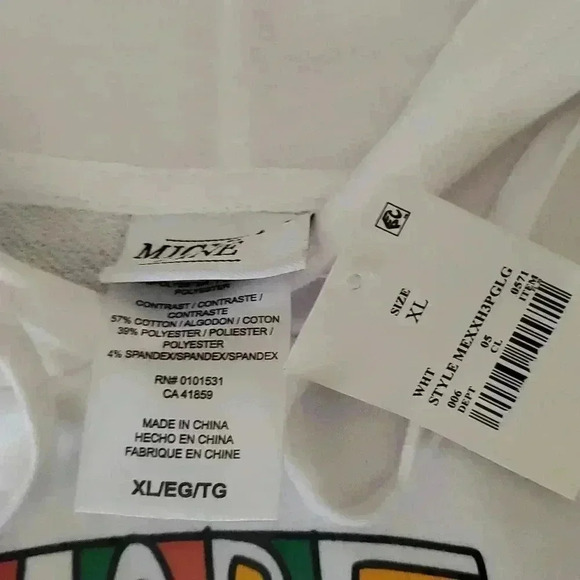 POLYESTER
CONTRAST / CONTRASTE /
CONTRASTE
57% COTTON / ALGODON / COTON
39% POLYESTER / POLIESTER /
POLYESTER
4% SPANDEX/SPANDEX/SPANDEX
RN# 0101531
CA 41859
MADE IN CHINA
HECHO EN CHINA
FABRIQUE EN CHINE
XL/EG/TG
SIZE
XL
WHT
STYLE MEXXH3PGLG
006 05 0571
DEPT CL ITEM